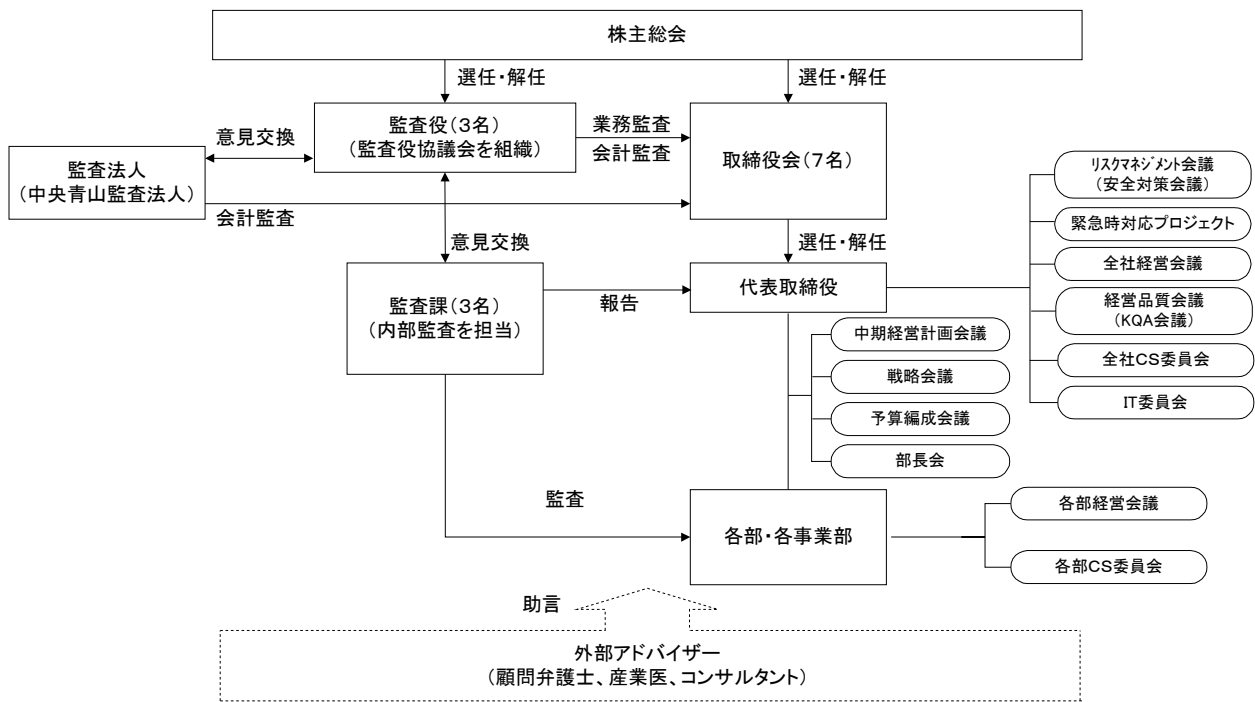 株主総会
選任・解任
選任・解任
監査役(3名)
(監査役協議会を組織)
業務監査
会計監査
取締役会(7名)
意見交換
監査法人
(中央青山監査法人)
会計監査
意見交換
選任・解任
監査課(3名)
(内部監査を担当)
報告
代表取締役
リスクマネジメント会議
(安全対策会議)
緊急時対応プロジェクト
全社経営会議
経営品質会議
(KQA会議)
全社CS委員会
IT委員会
中期経営計画会議
戦略会議
予算編成会議
部長会
監査
各部・各事業部
各部経営会議
各部CS委員会
助言
外部アドバイザー
(顧問弁護士、産業医、コンサルタント)